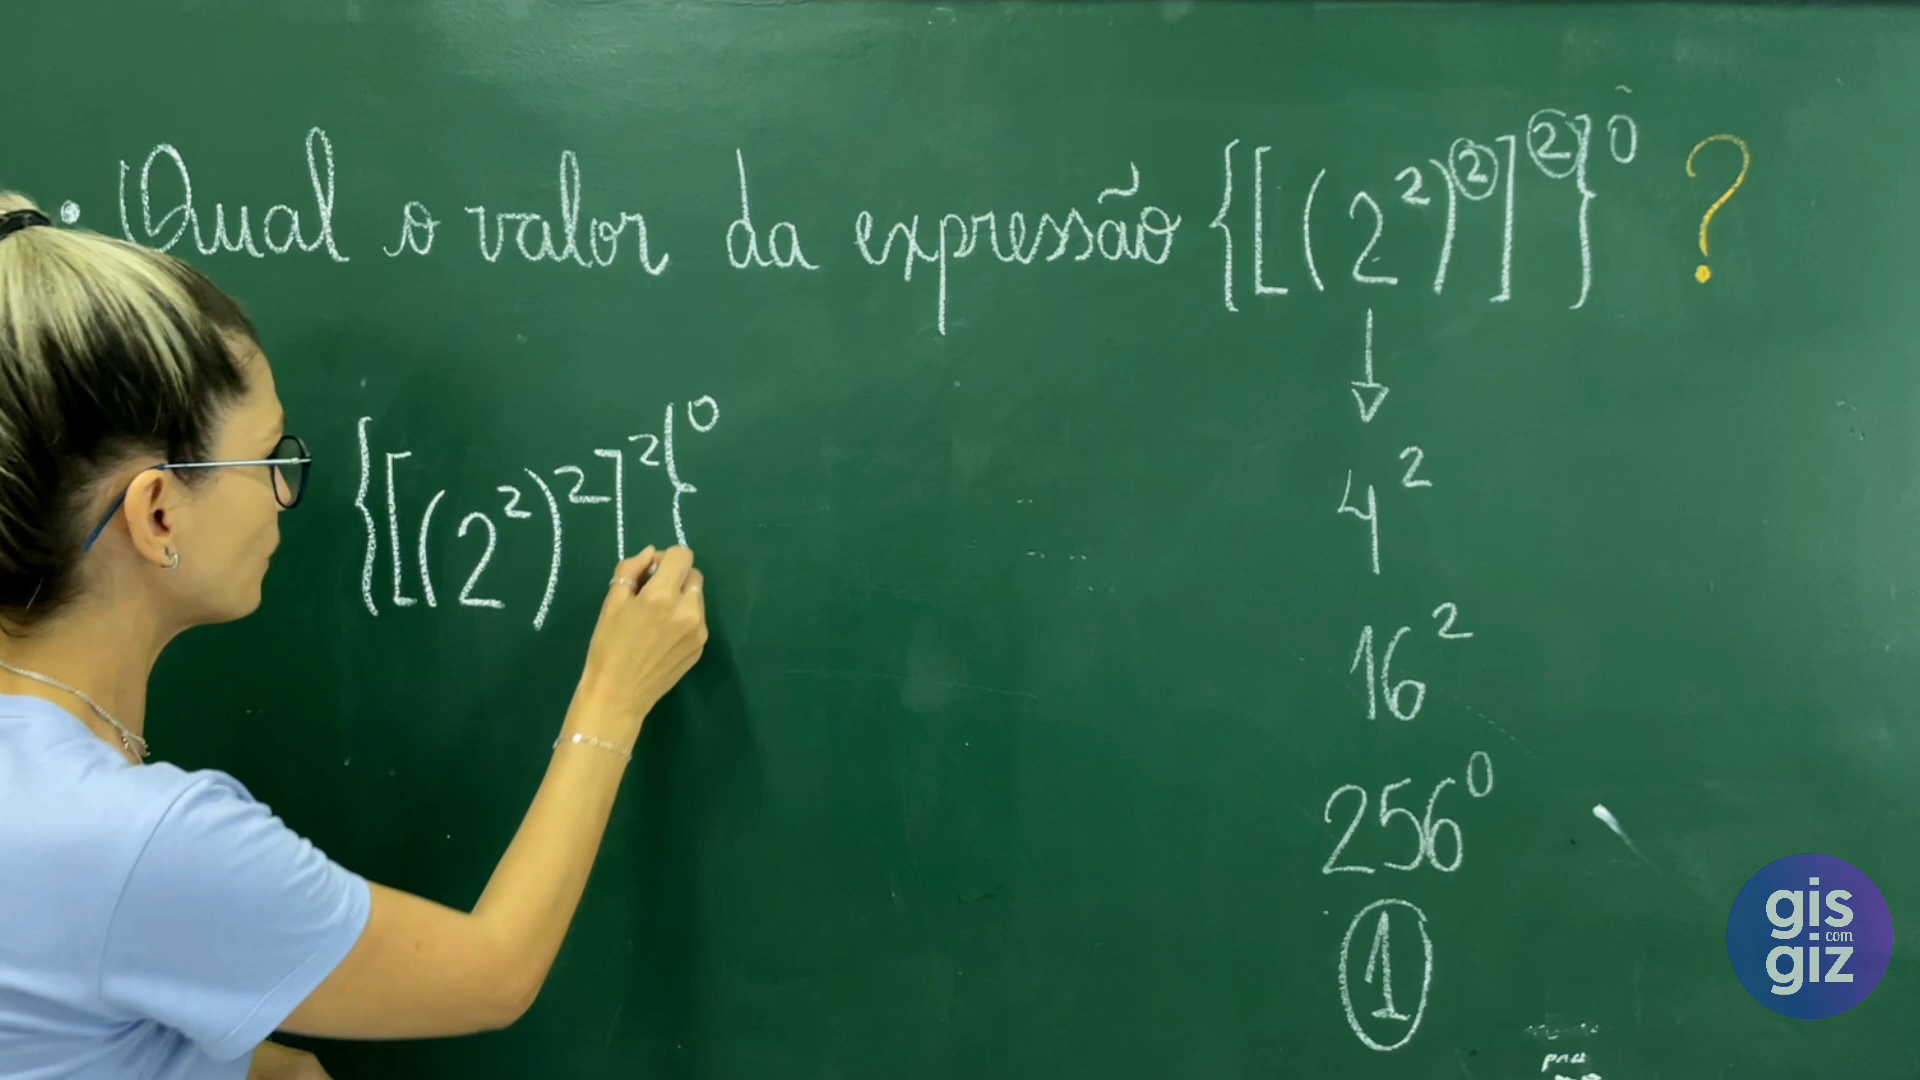 • Qual o valor da expressão {[(2²)²]²}⁰ ?
{[(2²)²]²}⁰
4²
16²
256⁰
1
gis
com
giz